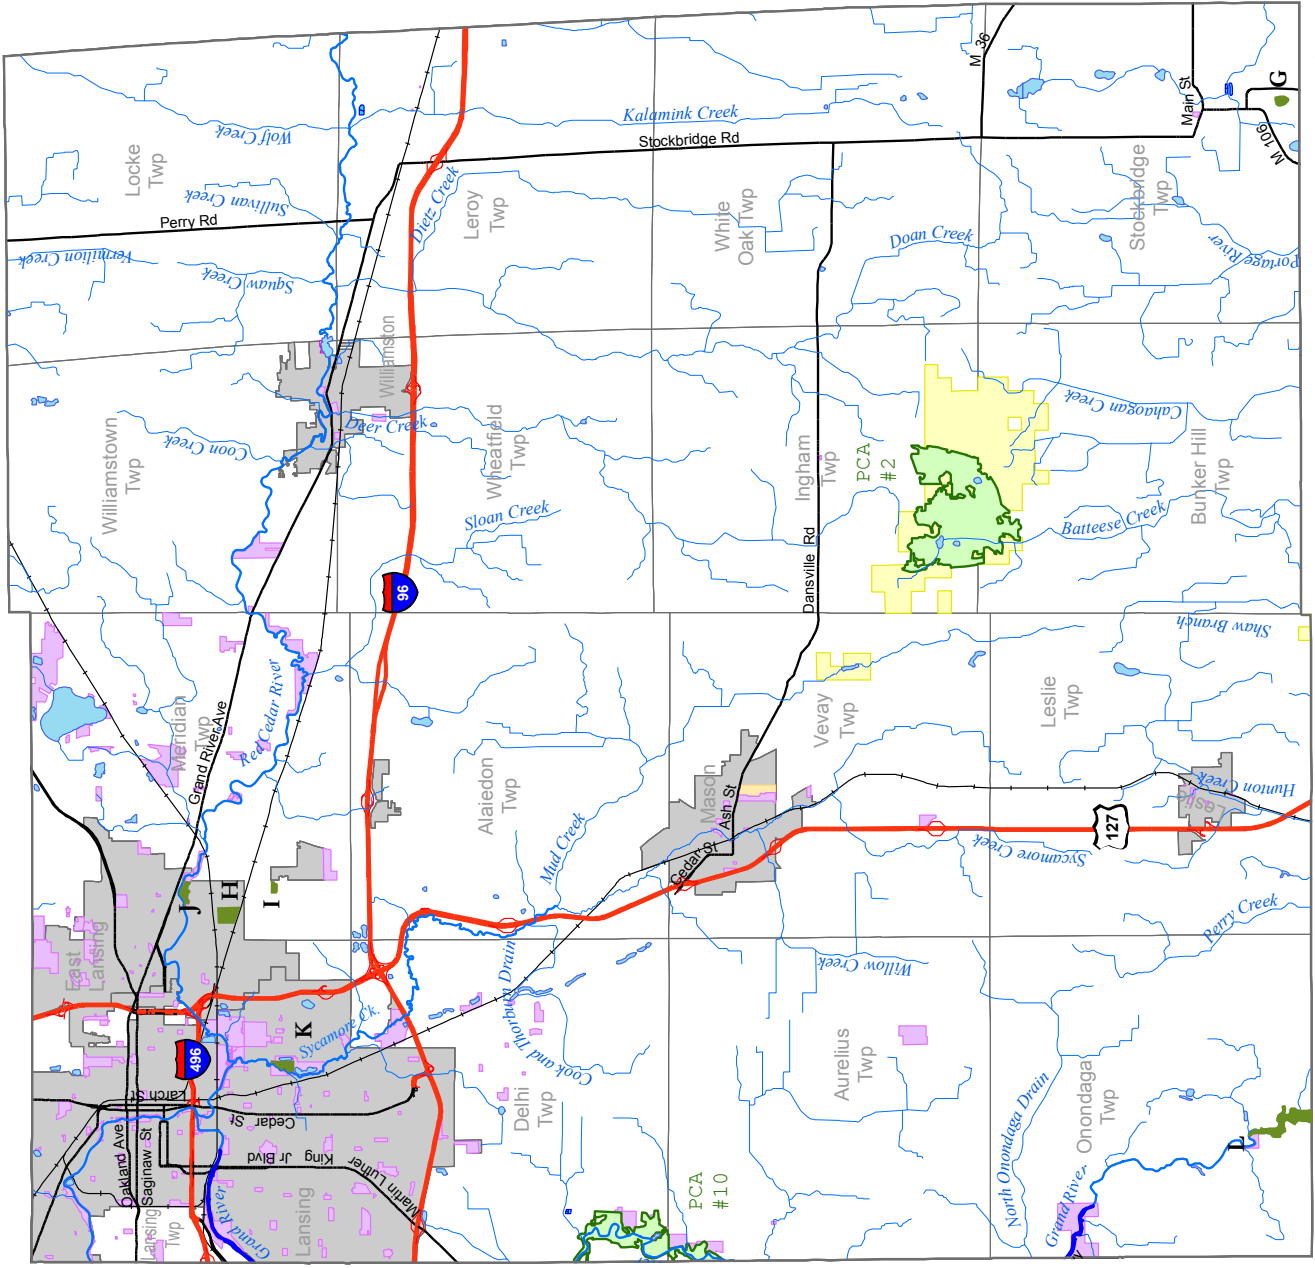 Locke
Twp
Wolf Creek
Sullivan Creek
Perry Rd
Vermilion Creek
Squaw Creek
Dietz Creek
Leroy
Twp
Kalamink Creek
Stockbridge Rd
White
Oak Twp
M 36
Main St
G
M 106
Stockbridge
Twp
Doan Creek
Portage River
Williamston
Williamstown
Twp
Coon Creek
Deer Creek
Wheatfield
Twp
Sloan Creek
96
Ingham
Twp
PCA
#2
Dansville Rd
Cahaogan Creek
Bunker Hill
Twp
Batteese Creek
Shaw Branch
Meridian
Twp
Grand River Ave
Red Cedar River
Alaiedon
Twp
Mud Creek
Mason
Ash St
Cedar St
Vevay
Twp
Leslie
Twp
Leslie
Hunton Creek
127
Sycamore Creek
Perry Creek
Willow Creek
J
H
I
East
Lansing
K
Sycamore Ck.
496
Larch St
Cedar St
Oakland Ave
Saginaw St
Martin Luther
King
Jr Blvd
Lansing
Twp
Grand River
Lansing
Cook and Thorburn Drain
Delhi
Twp
PCA
#10
Aurelius
Twp
North Onondaga Drain
Onondaga
Twp
Grand River
L